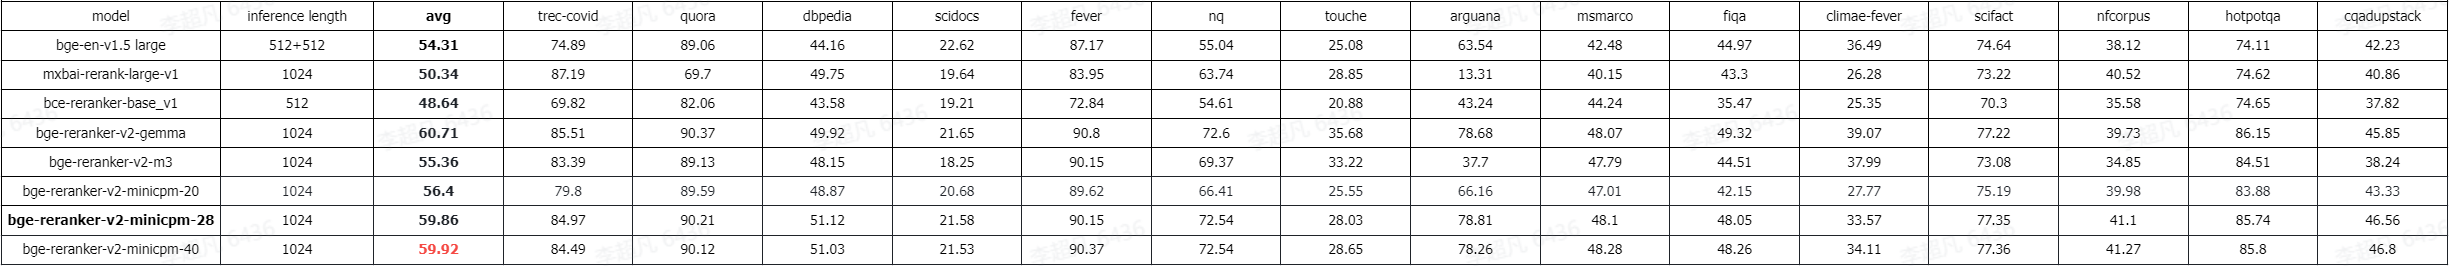 model inference length avg trec-covid quora dbpedia scidocs fever nq touche arguana msmarco fiqa climae-fever scifact nfcorpus hotpotqa cqadupstack
bge-en-v1.5 large 512+512 54.31 74.89 89.06 44.16 22.62 87.17 55.04 25.08 63.54 42.48 44.97 36.49 74.64 38.12 74.11 42.23
mxbai-rerank-large-v1 1024 50.34 87.19 69.7 49.75 19.64 83.95 63.74 28.85 13.31 40.15 43.3 26.28 73.22 40.52 74.62 40.86
bce-reranker-base_v1 512 48.64 69.82 82.06 43.58 19.21 72.84 54.61 20.88 43.24 44.24 35.47 25.35 70.3 35.58 74.65 37.82
bge-reranker-v2-gemma 1024 60.71 85.51 90.37 49.92 21.65 90.8 72.6 35.68 78.68 48.07 49.32 39.07 77.22 39.73 86.15 45.85
bge-reranker-v2-m3 1024 55.36 83.39 89.13 48.15 18.25 90.15 69.37 33.22 37.7 47.79 44.51 37.99 73.08 34.85 84.51 38.24
bge-reranker-v2-minicpm-20 1024 56.4 79.8 89.59 48.87 20.68 89.62 66.41 25.55 66.16 47.01 42.15 27.77 75.19 39.98 83.88 43.33
bge-reranker-v2-minicpm-28 1024 59.86 84.97 90.21 51.12 21.58 90.15 72.54 28.03 78.81 48.1 48.05 33.57 77.35 41.1 85.74 46.56
bge-reranker-v2-minicpm-40 1024 59.92 84.49 90.12 51.03 21.53 90.37 72.54 28.65 78.26 48.28 48.26 34.11 77.36 41.27 85.8 46.8
李超凡 6436